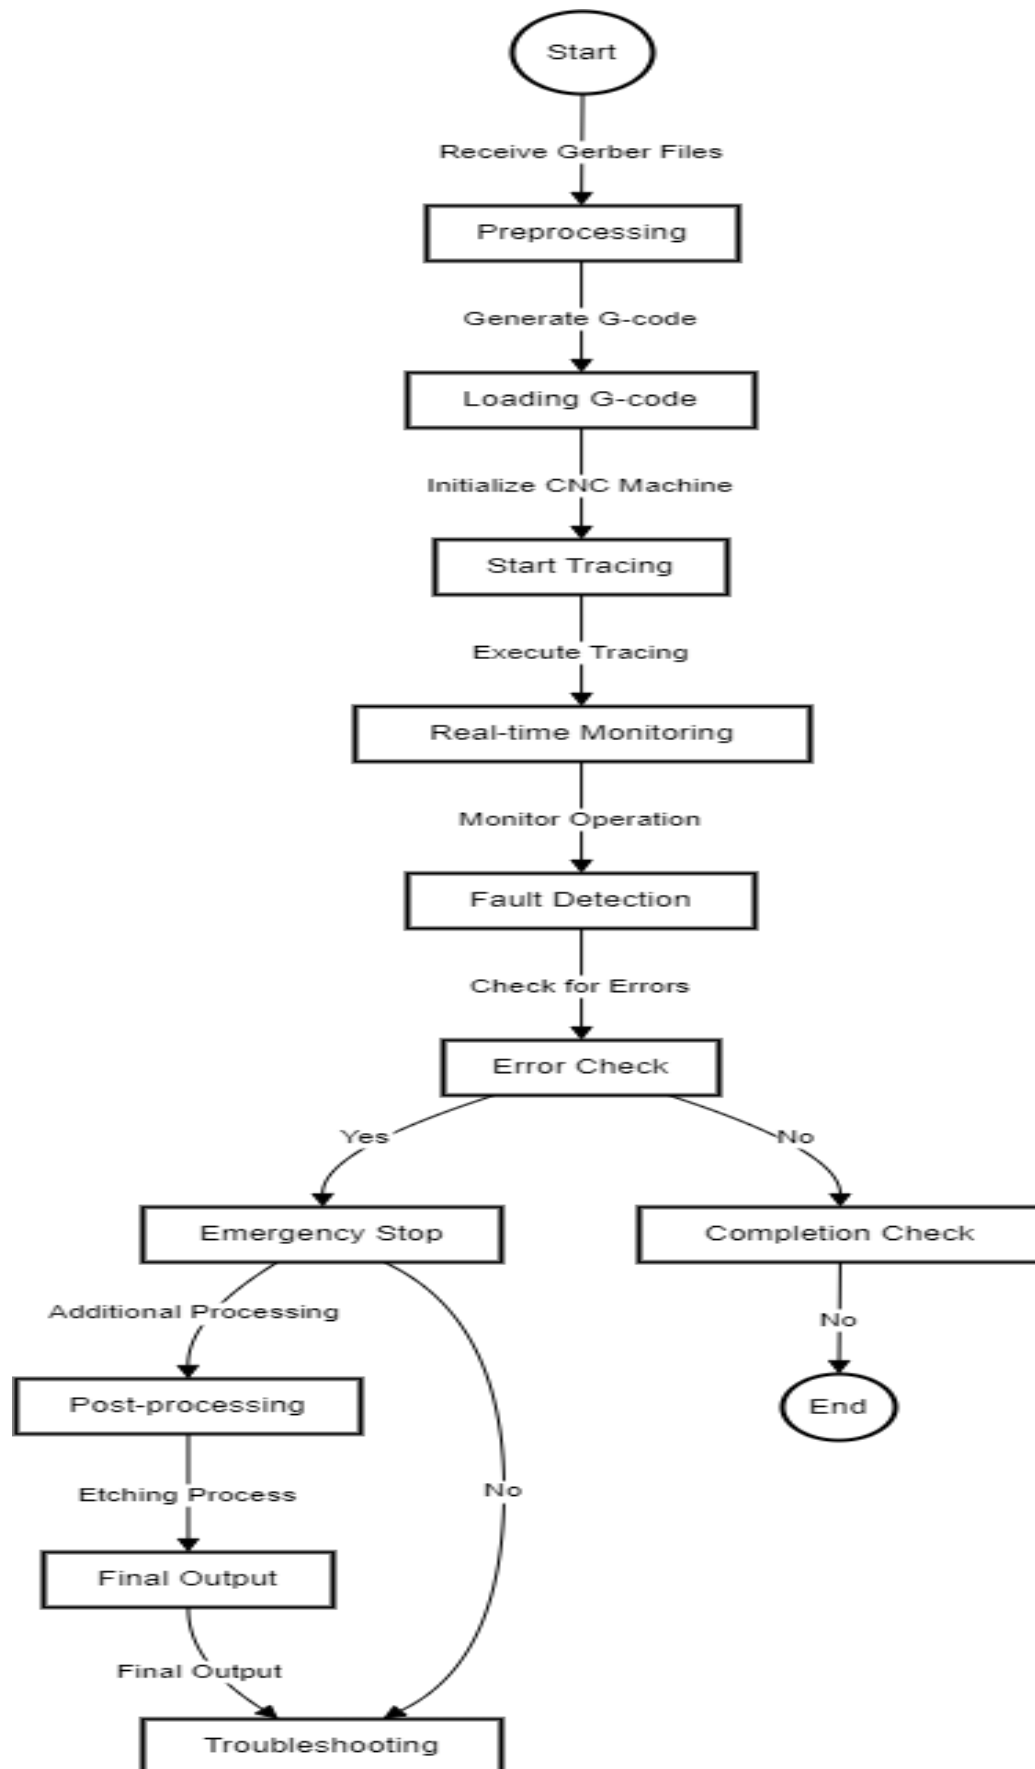 Start
Receive Gerber Files
Preprocessing
Generate G-code
Loading G-code
Initialize CNC Machine
Start Tracing
Execute Tracing
Real-time Monitoring
Monitor Operation
Fault Detection
Check for Errors
Error Check
Yes
No
Emergency Stop
Completion Check
Additional Processing
No
Post-processing
End
Etching Process
No
Final Output
Final Output
Troubleshooting